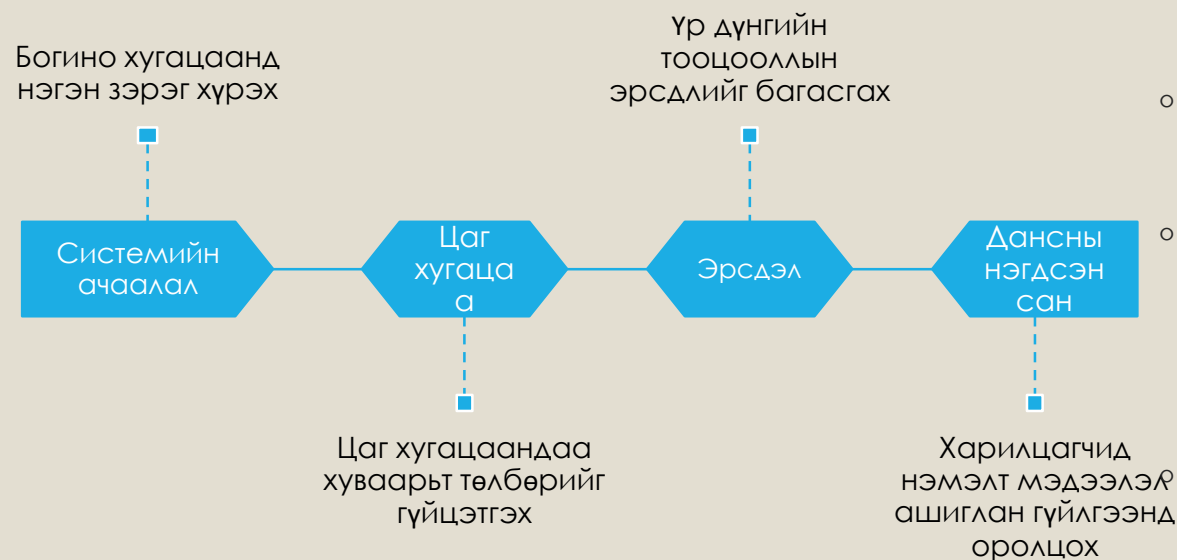 Богино хугацаанд
нэгэн зэрэг хүрэх
Үр дүнгийн
тооцооллын
эрсдлийг багасгах
Системийн
ачаалал
Цаг
хугаца
а
Эрсдэл
Дансны
нэгдсэн
сан
Цаг хугацаандаа
хуваарьт төлбөрийг
гүйцэтгэх
Харилцагчид
нэмэлт мэдээлэл
ашиглан гүйлгээнд
оролцох